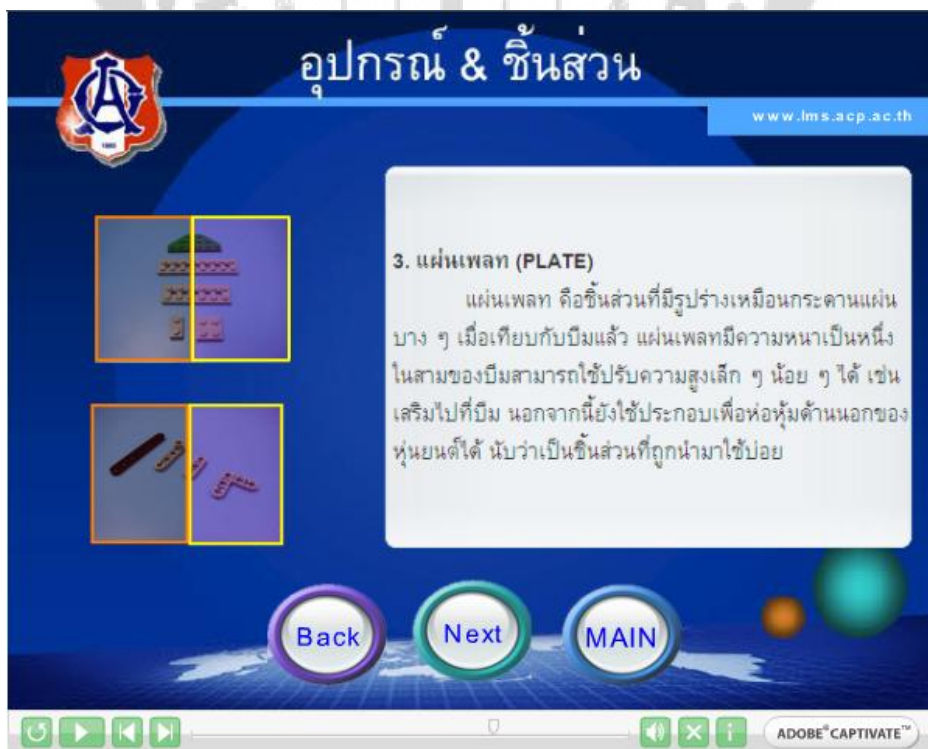 อุปกรณ์ & ชิ้นส่วน
www.lms.acp.ac.th
3. แผ่นเพลท (PLATE)
แผ่นเพลท คือชิ้นส่วนที่มีรูปร่างเหมือนกระดานแผ่น
บาง ๆ เมื่อเทียบกับบีมแล้ว แผ่นเพลทมีความหนาเป็นหนึ่ง
ในสามของบีมสามารถใช้ปรับความสูงเล็ก ๆ น้อย ๆ ได้ เช่น
เสริมไปที่บีม นอกจากนี้ยังใช้ประกอบเพื่อห่อหุ้มด้านนอกของ
หุ่นยนต์ได้ นับว่าเป็นชิ้นส่วนที่ถูกนำมาใช้บ่อย
Back Next MAIN
ADOBE® CAPTIVATE™